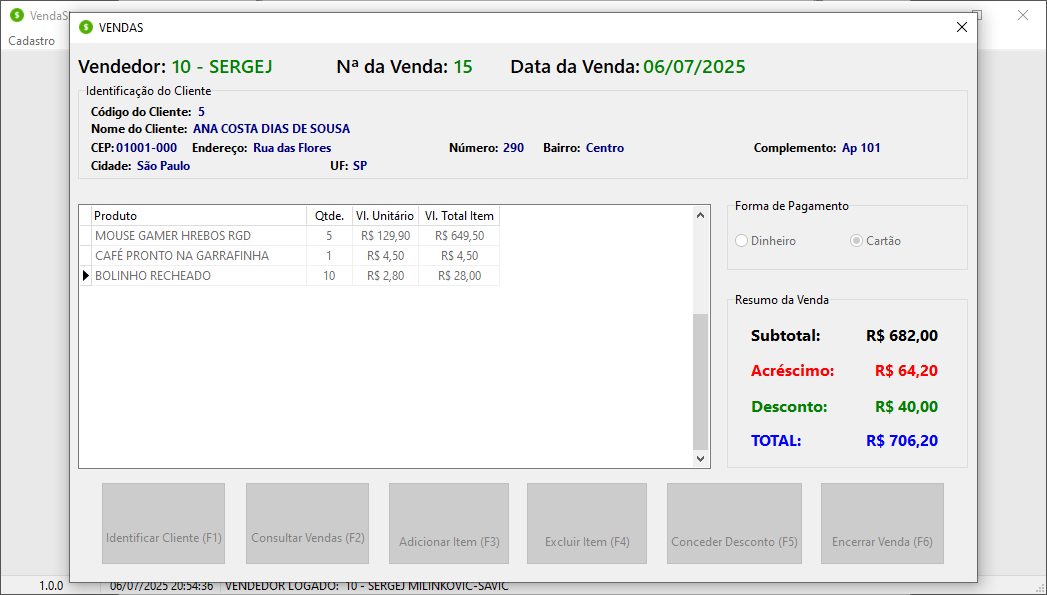 VendaS
VENDAS
Cadastro
Vendedor: 10 - SERGEJ Nª da Venda: 15 Data da Venda: 06/07/2025
Identificação do Cliente
Código do Cliente: 5
Nome do Cliente: ANA COSTA DIAS DE SOUSA
CEP: 01001-000 Endereço: Rua das Flores Número: 290 Bairro: Centro Complemento: Ap 101
Cidade: São Paulo UF: SP
Produto Qtde. Vl. Unitário Vl. Total Item
MOUSE GAMER HREBOS RGD 5 R$ 129,90 R$ 649,50
CAFÉ PRONTO NA GARRAFINHA 1 R$ 4,50 R$ 4,50
BOLINHO RECHEADO 10 R$ 2,80 R$ 28,00
Forma de Pagamento
Dinheiro Cartão
Resumo da Venda
Subtotal: R$ 682,00
Acréscimo: R$ 64,20
Desconto: R$ 40,00
TOTAL: R$ 706,20
Identificar Cliente (F1) Consultar Vendas (F2) Adicionar Item (F3) Excluir Item (F4) Conceder Desconto (F5) Encerrar Venda (F6)
1.0.0 06/07/2025 20:54:36 VENDEDOR LOGADO: 10 - SERGEJ MILINKOVIC-SAVIC